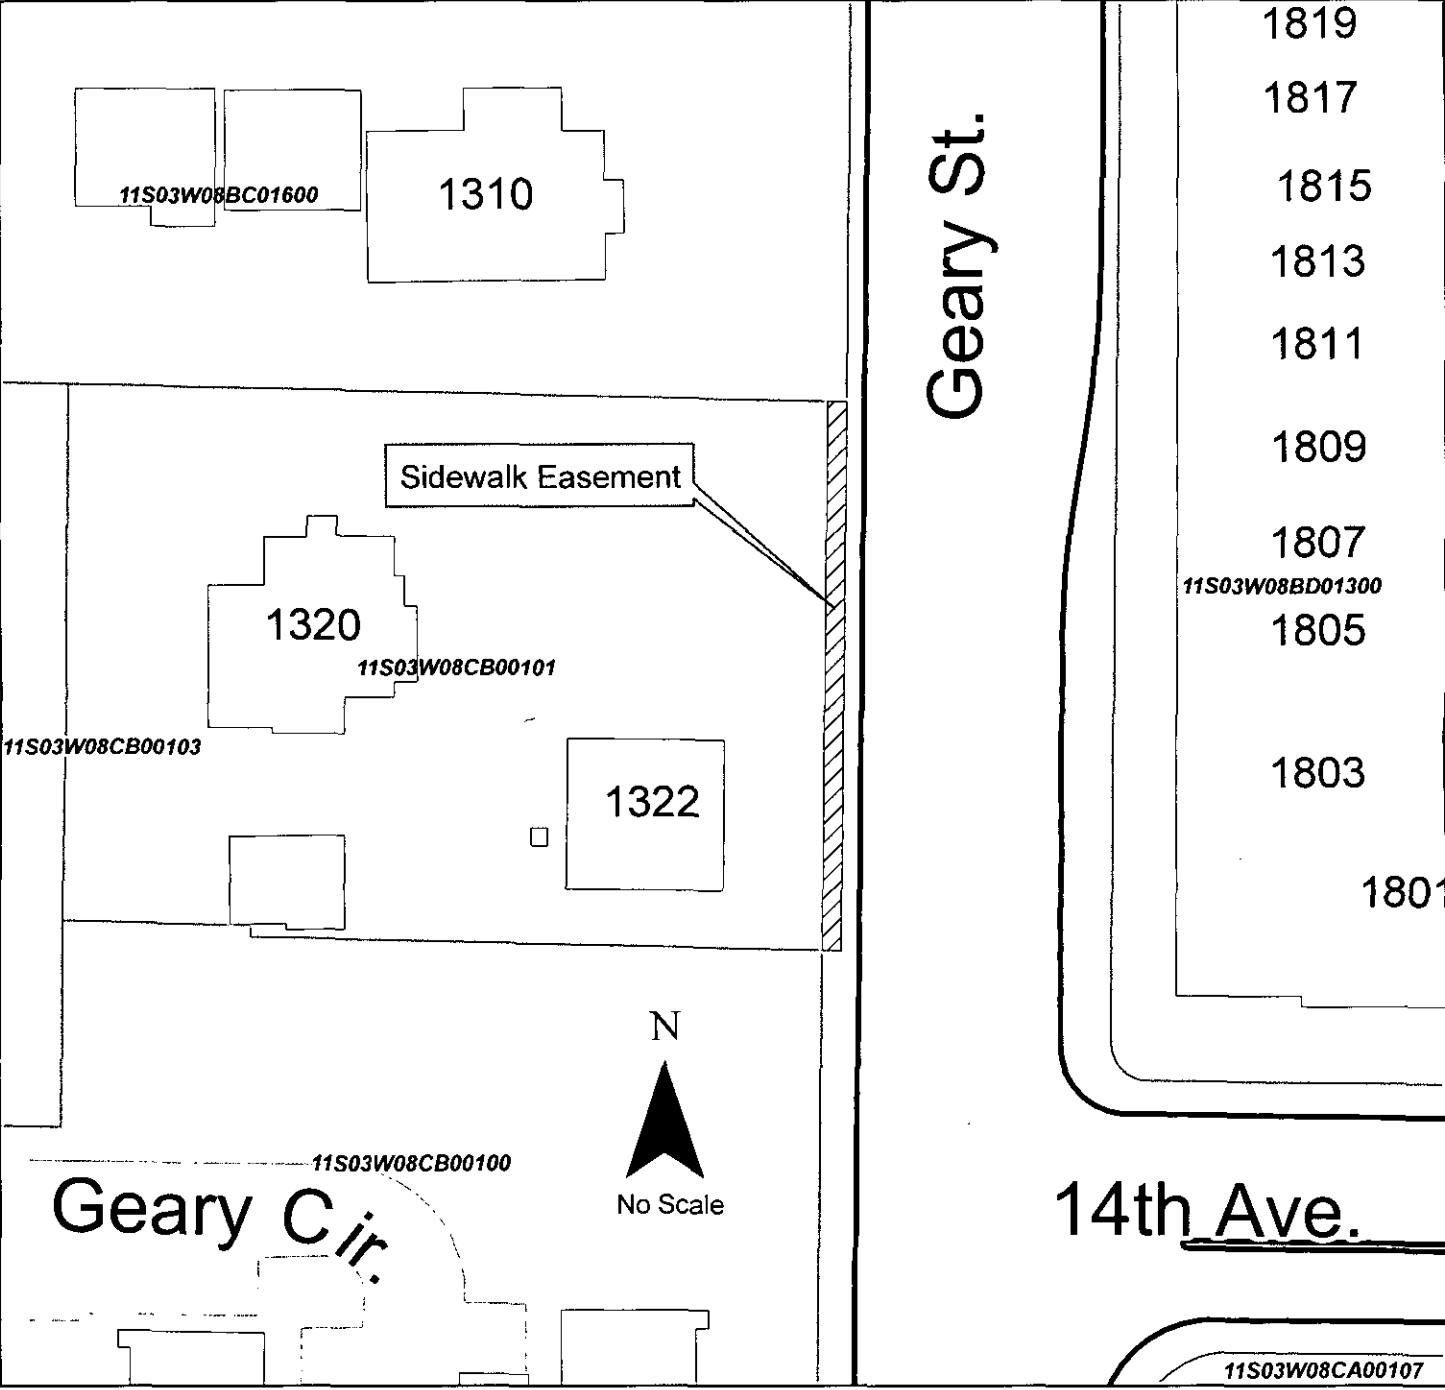 1819
1817
11S03W08BC01600
1310
1815
Geary St.
1813
1811
1809
Sidewalk Easement
1807
11S03W08BD01300
1320
1805
11S03W08CB00101
11S03W08CB00103
1803
1322
1801
N
11S03W08CB00100
No Scale
Geary Cir.
14th Ave.
11S03W08CA00107